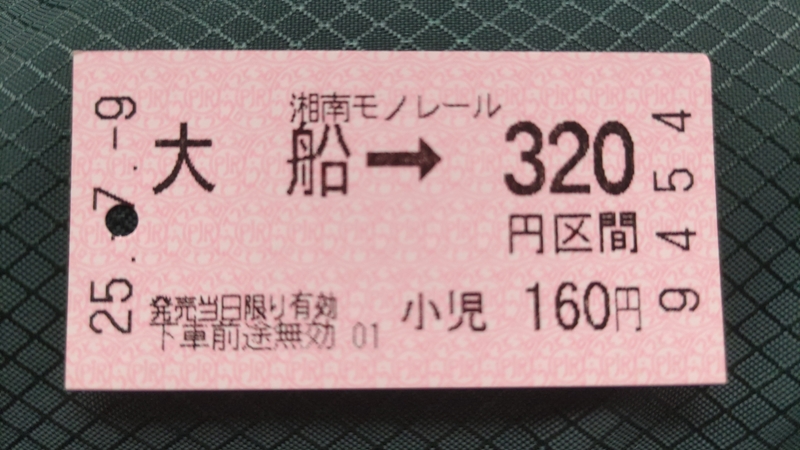 湘南モノレール
大船→320
円区間
発売当日限り有効
下車前途無効 01
小児 160円
25.-7.-9
9454